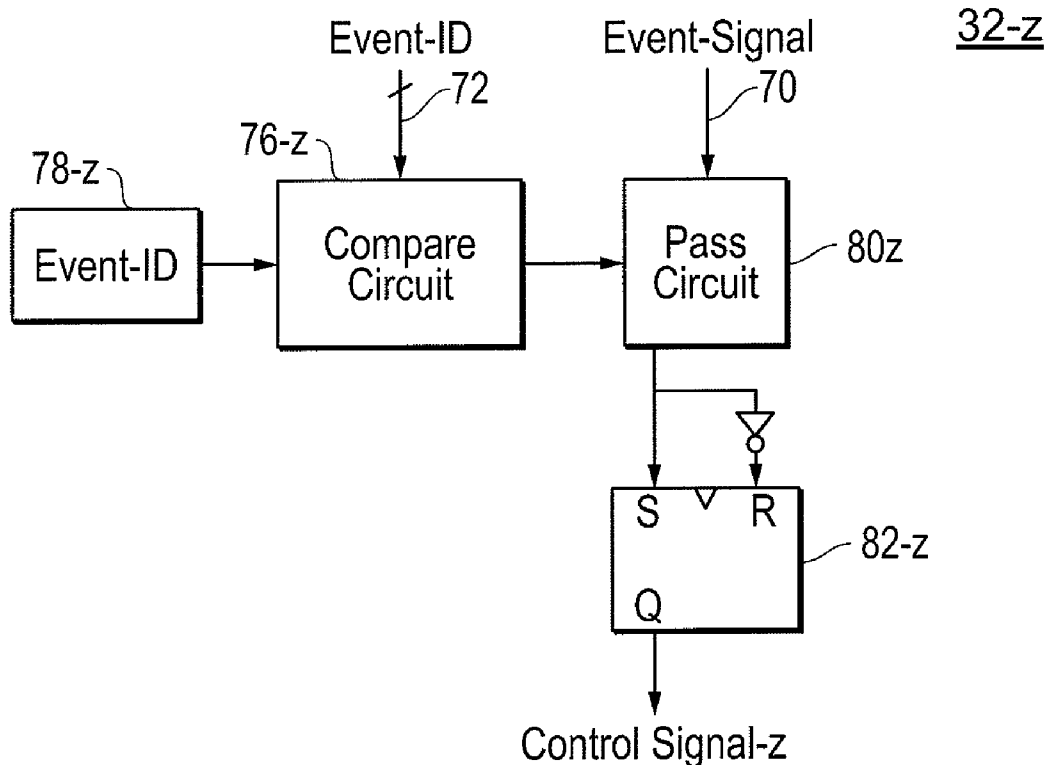 32-z
Event-ID
Event-Signal
72
70
76-z
78-z
Event-ID
Compare
Circuit
Pass
Circuit
80z
S
R
82-z
Q
Control Signal-z